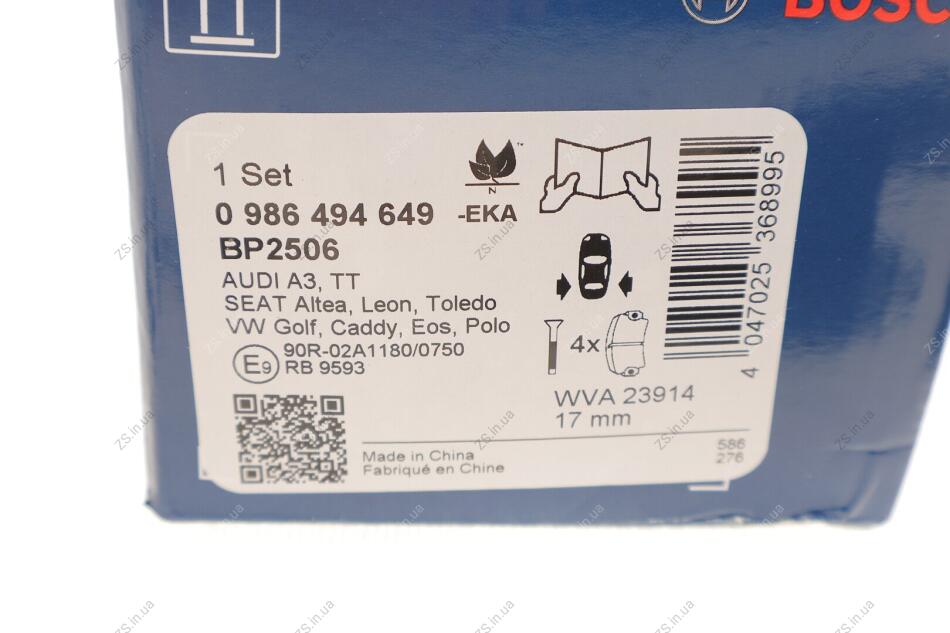 BOSC
1 Set
0 986 494 649 -EKA
BP2506
AUDI A3, TT
SEAT Altea, Leon, Toledo
VW Golf, Caddy, Eos, Polo
E9 90R-02A1180/0750
RB 9593
N
™
4x
WVA 23914
17 mm
4 047025 368995
Made in China
Fabriqué en Chine
586
276
ZS.in.ua